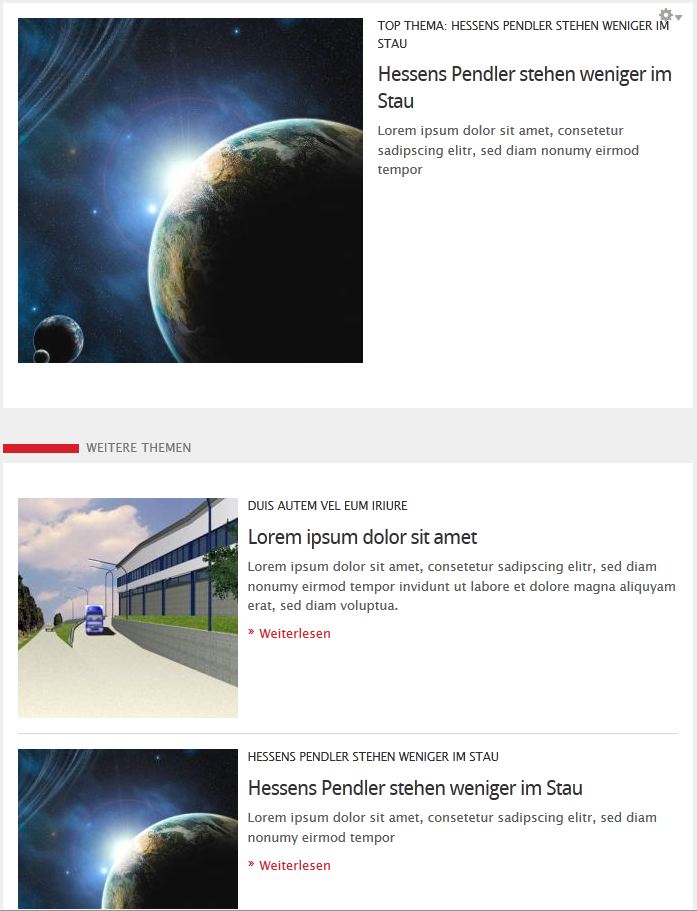 TOP THEMA: HESSENS PENDLER STEHEN WENIGER IM
STAU
Hessens Pendler stehen weniger im
Stau
Lorem ipsum dolor sit amet, consetetur
sadipscing elitr, sed diam nonumy eirmod
tempor
WEITERE THEMEN
DUIS AUTEM VEL EUM IRIURE
Lorem ipsum dolor sit amet
Lorem ipsum dolor sit amet, consetetur sadipscing elitr, sed diam
nonumy eirmod tempor invidunt ut labore et dolore magna aliquyam
erat, sed diam voluptua.
» Weiterlesen
HESSENS PENDLER STEHEN WENIGER IM STAU
Hessens Pendler stehen weniger im Stau
Lorem ipsum dolor sit amet, consetetur sadipscing elitr, sed diam
nonumy eirmod tempor
» Weiterlesen